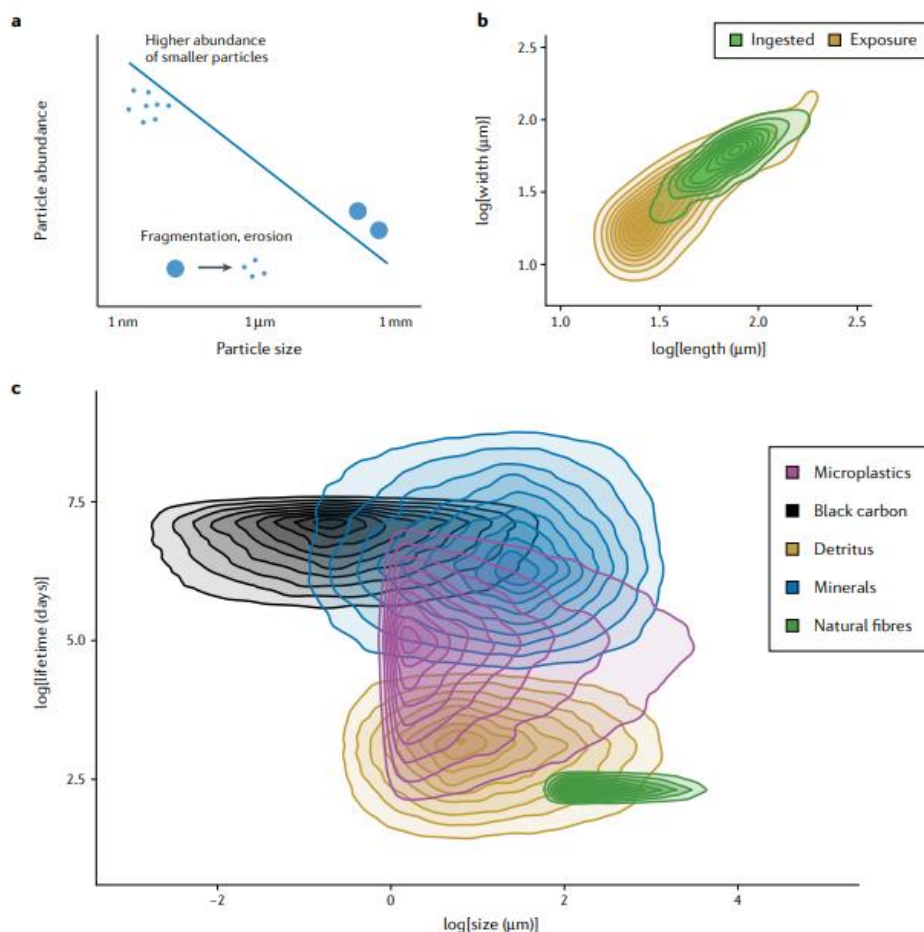 a
Higher abundance
of smaller particles
Fragmentation, erosion
Particle abundance
1 nm
1 μm
1 mm
Particle size
b
Ingested
Exposure
2.5
2.0
1.5
1.0
log[width (μm)]
1.0
1.5
2.0
2.5
log[length (μm)]
c
7.5
5.0
2.5
log[lifetime (days)]
Microplastics
Black carbon
Detritus
Minerals
Natural fibres
−2
0
2
4
log[size (μm)]